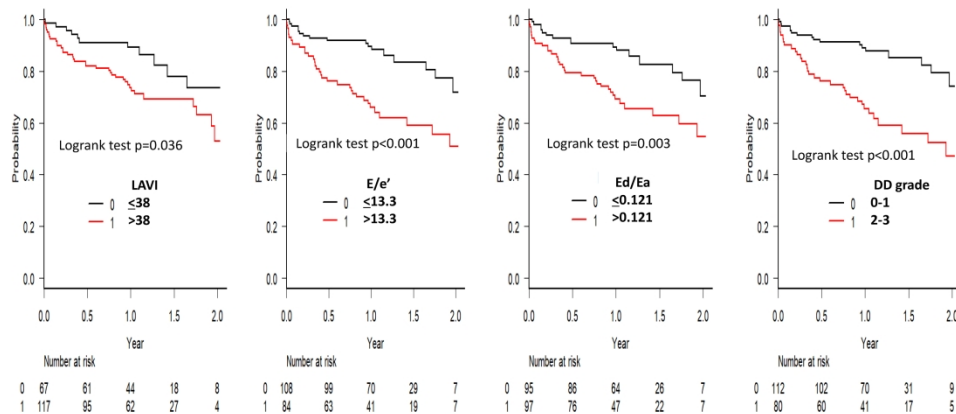 1.0
0.8
0.6
0.4
0.2
0.0
Probability
Logrank test p=0.036
LAVI
0 ≤38
1 >38
0.0 0.5 1.0 1.5 2.0
Year
Number at risk
0 67 61 44 18 8
1 117 95 62 27 4
1.0
0.8
0.6
0.4
0.2
0.0
Probability
Logrank test p<0.001
E/e'
0 ≤13.3
1 >13.3
0.0 0.5 1.0 1.5 2.0
Year
Number at risk
0 108 99 70 29 7
1 84 63 41 19 7
1.0
0.8
0.6
0.4
0.2
0.0
Probability
Logrank test p=0.003
Ed/Ea
0 ≤0.121
1 >0.121
0.0 0.5 1.0 1.5 2.0
Year
Number at risk
0 95 86 64 26 7
1 97 76 47 22 7
1.0
0.8
0.6
0.4
0.2
0.0
Probability
Logrank test p<0.001
DD grade
0 0-1
1 2-3
0.0 0.5 1.0 1.5 2.0
Year
Number at risk
0 112 102 70 31 9
1 80 60 41 17 5